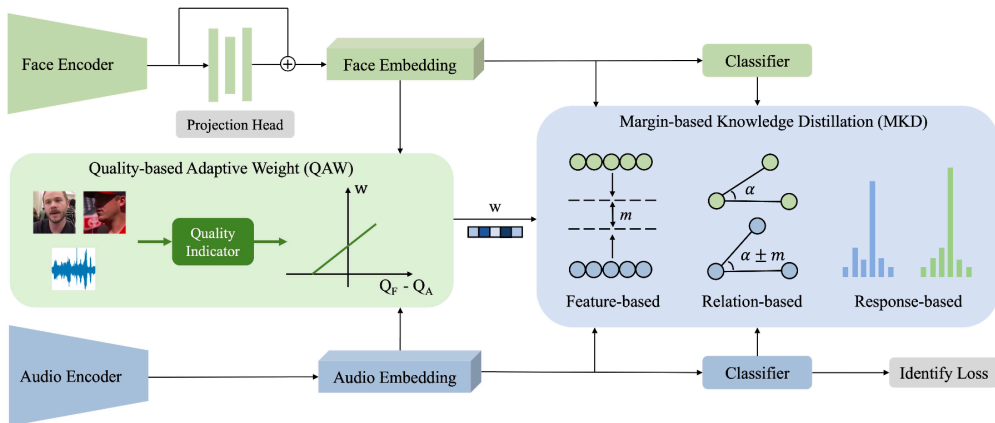 Face Encoder
Projection Head
Face Embedding
Classifier
Quality-based Adaptive Weight (QAW)
Quality
Indicator
w
Q_F - Q_A
w
Margin-based Knowledge Distillation (MKD)
m
α
α ± m
Feature-based
Relation-based
Response-based
Audio Encoder
Audio Embedding
Classifier
Identify Loss